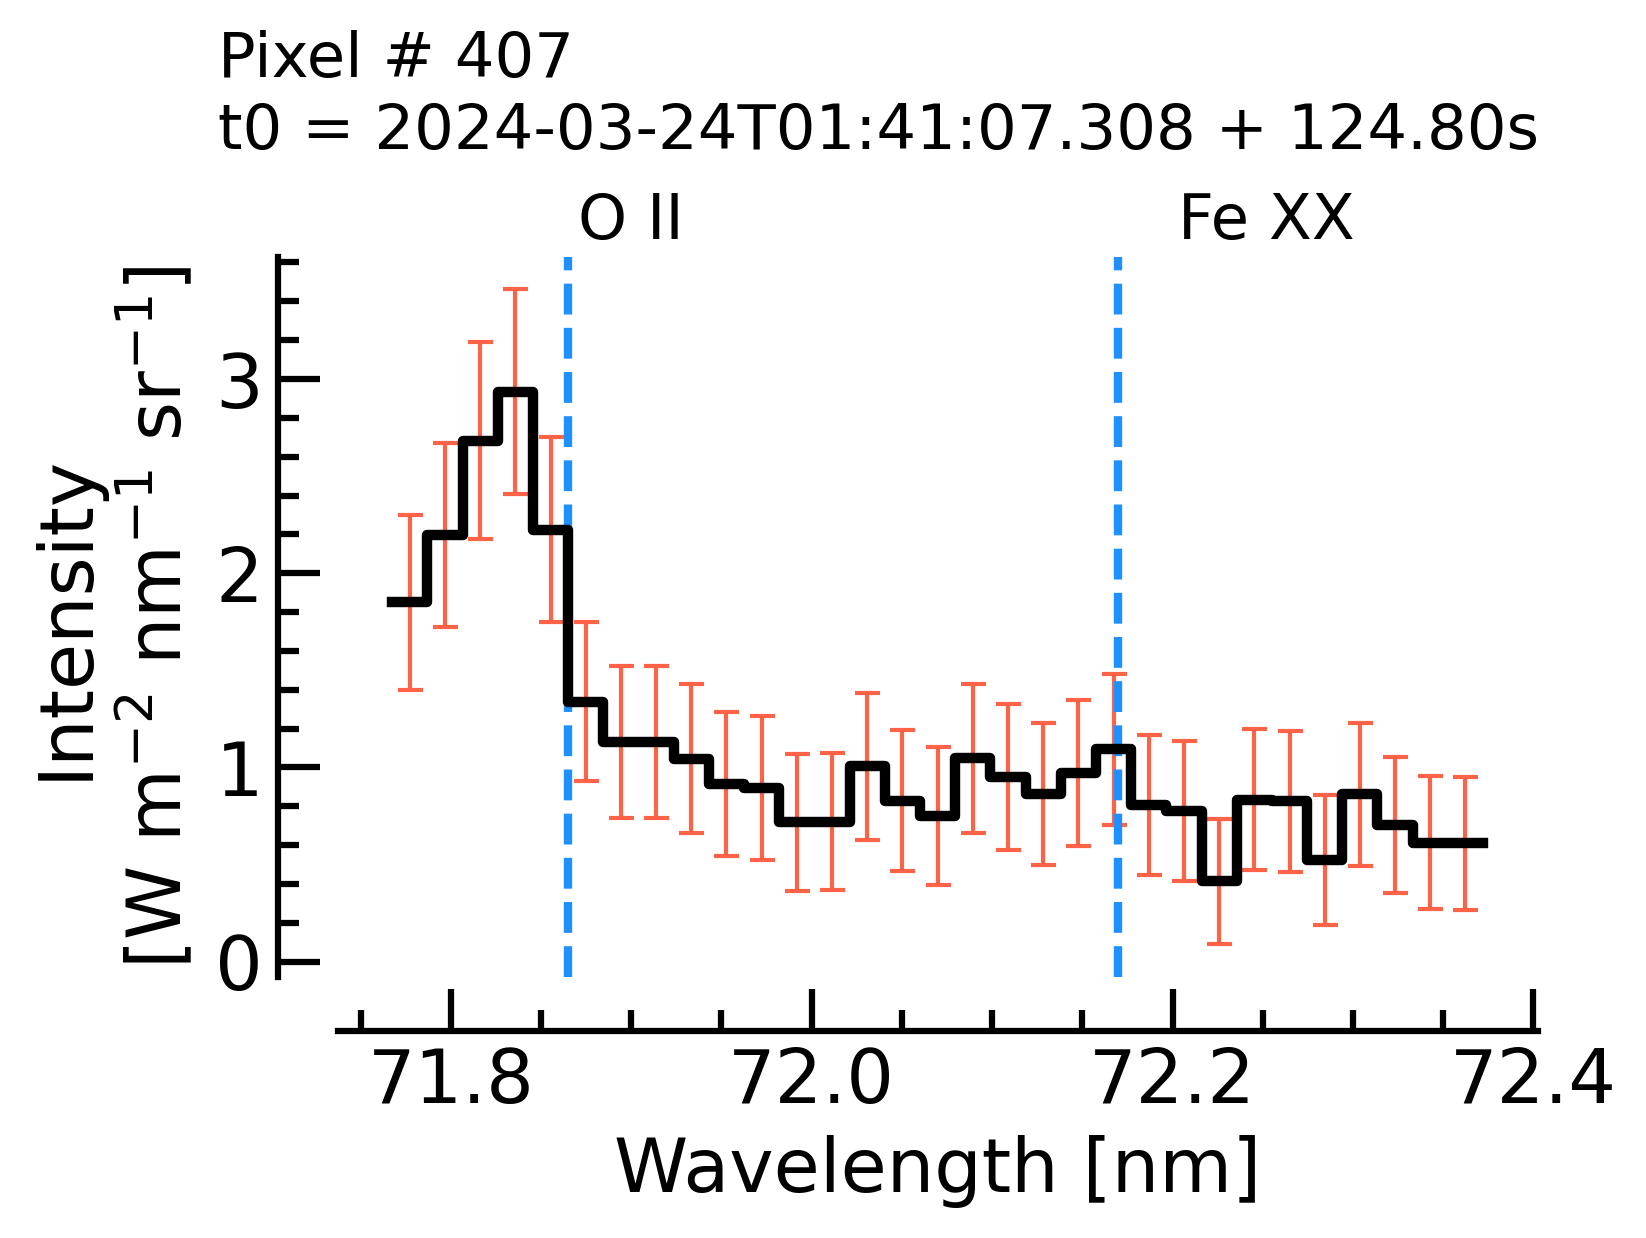 Pixel # 407
t0 = 2024-03-24T01:41:07.308 + 124.80s
O II
Fe XX
Intensity
[W m⁻² nm⁻¹ sr⁻¹]
3
2
1
0
71.8
72.0
72.2
72.4
Wavelength [nm]